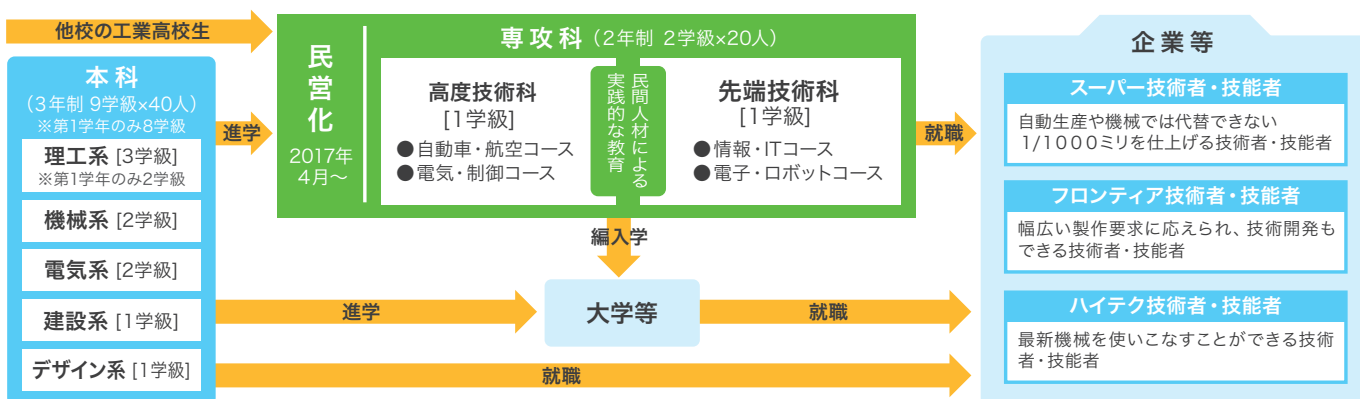 他校の工業高校生
本科
（3年制 9学級×40人）
※第1学年のみ8学級
理工系 [3学級]
※第1学年のみ2学級
機械系 [2学級]
電気系 [2学級]
建設系 [1学級]
デザイン系 [1学級]
進学
民営化
2017年
4月～
専攻科（2年制 2学級×20人）
高度技術科
[1学級]
●自動車・航空コース
●電気・制御コース
民間人材による
実践的な教育
先端技術科
[1学級]
●情報・ITコース
●電子・ロボットコース
就職
編入学
進学
大学等
就職
就職
企業等
スーパー技術者・技能者
自動生産や機械では代替できない
1/1000ミリを仕上げる技術者・技能者
フロンティア技術者・技能者
幅広い製作要求に応えられ、技術開発も
できる技術者・技能者
ハイテク技術者・技能者
最新機械を使いこなすことができる技術
者・技能者